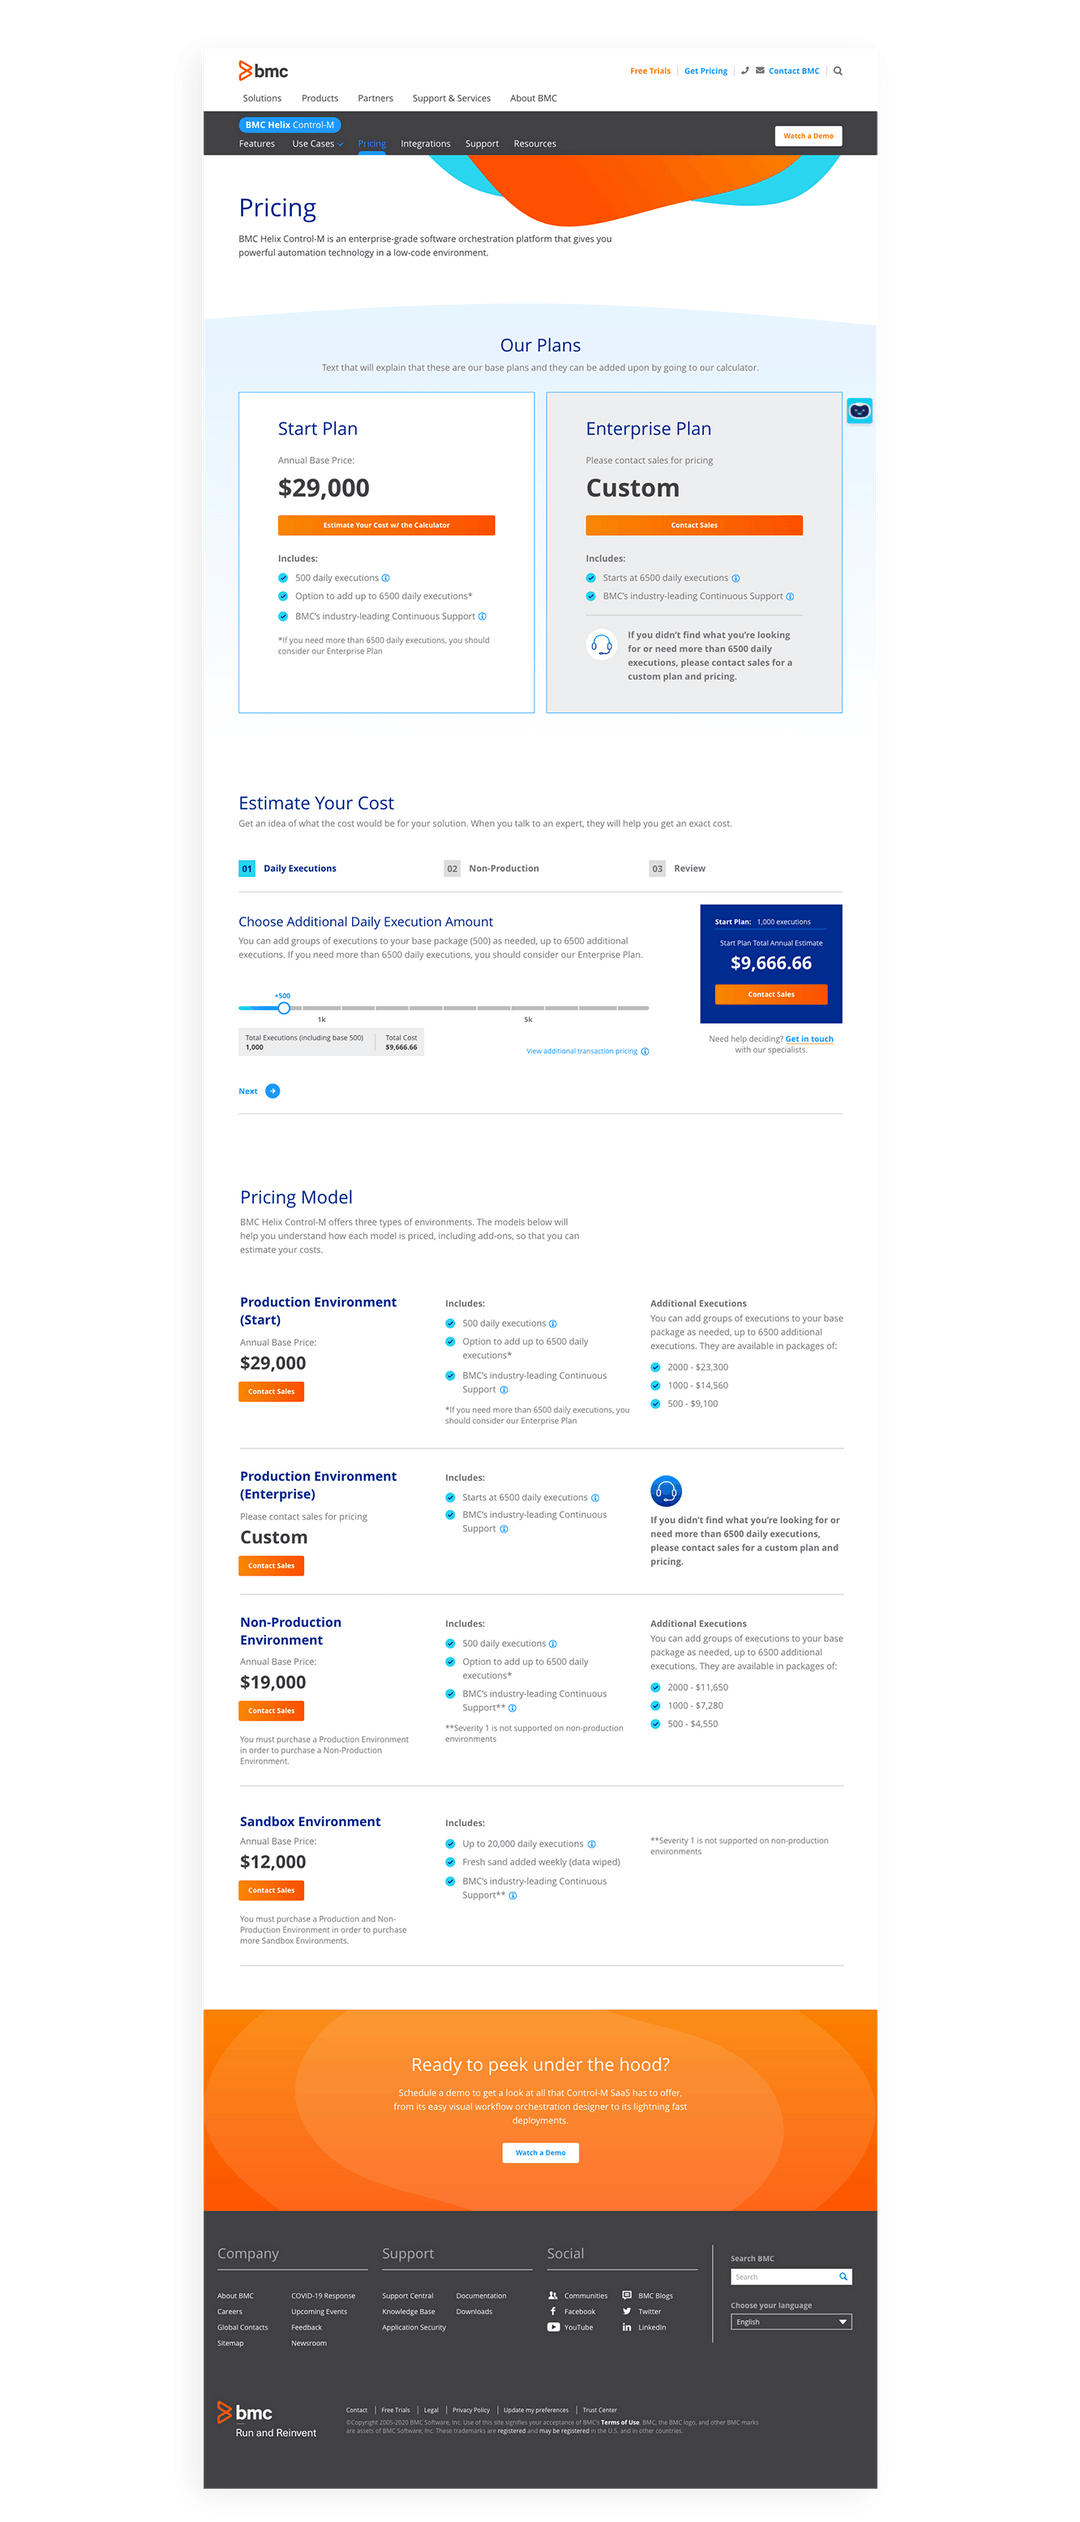 bmc
Free Trials Get Pricing Contact BMC
Solutions Products Partners Support & Services About BMC
BMC Helix Control-M
Features Use Cases Pricing Integrations Support Resources
Watch a Demo
Pricing
BMC Helix Control-M is an enterprise-grade software orchestration platform that gives you
powerful automation technology in a low-code environment.
Our Plans
Text that will explain that these are our base plans and they can be added upon by going to our calculator.
Start Plan
Annual Base Price:
$29,000
Estimate Your Cost w/ the Calculator
Includes:
500 daily executions
Option to add up to 6500 daily executions*
BMC's industry-leading Continuous Support
*If you need more than 6500 daily executions, you should
consider our Enterprise Plan
Enterprise Plan
Please contact sales for pricing
Custom
Contact Sales
Includes:
Starts at 6500 daily executions
BMC's industry-leading Continuous Support
If you didn't find what you're looking
for or need more than 6500 daily
executions, please contact sales for a
custom plan and pricing.
Estimate Your Cost
Get an idea of what the cost would be for your solution. When you talk to an expert, they will help you get an exact cost.
01 Daily Executions
02 Non-Production
03 Review
Choose Additional Daily Execution Amount
You can add groups of executions to your base package (500) as needed, up to 6500 additional
executions. If you need more than 6500 daily executions, you should consider our Enterprise Plan.
+500
1k 5k
Total Executions (including base 500)
1,000
Total Cost
$9,666.66
View additional transaction pricing
Next
Start Plan: 1,000 executions
Start Plan Total Annual Estimate
$9,666.66
Contact Sales
Need help deciding? Get in touch
with our specialists.
Pricing Model
BMC Helix Control-M offers three types of environments. The models below will
help you understand how each model is priced, including add-ons, so that you can
estimate your costs.
Production Environment
(Start)
Annual Base Price:
$29,000
Contact Sales
Includes:
500 daily executions
Option to add up to 6500 daily
executions*
BMC's industry-leading Continuous
Support
*If you need more than 6500 daily executions, you
should consider our Enterprise Plan
Additional Executions
You can add groups of executions to your base
package as needed, up to 6500 additional
executions. They are available in packages of:
2000 - $23,300
1000 - $14,560
500 - $9,100
Production Environment
(Enterprise)
Please contact sales for pricing
Custom
Contact Sales
Includes:
Starts at 6500 daily executions
BMC's industry-leading Continuous
Support
If you didn't find what you're looking for or
need more than 6500 daily executions,
please contact sales for a custom plan and
pricing.
Non-Production
Environment
Annual Base Price:
$19,000
Contact Sales
You must purchase a Production Environment
in order to purchase a Non-Production
Environment.
Includes:
500 daily executions
Option to add up to 6500 daily
executions*
BMC's industry-leading Continuous
Support**
**Severity 1 is not supported on non-production
environments
Additional Executions
You can add groups of executions to your base
package as needed, up to 6500 additional
executions. They are available in packages of:
2000 - $11,650
1000 - $7,280
500 - $4,550
Sandbox Environment
Annual Base Price:
$12,000
Contact Sales
You must purchase a Production and Non-
Production Environment in order to purchase
more Sandbox Environments.
Includes:
Up to 20,000 daily executions
Fresh sand added weekly (data wiped)
BMC's industry-leading Continuous
Support**
**Severity 1 is not supported on non-production
environments
Ready to peek under the hood?
Schedule a demo to get a look at all that Control-M SaaS has to offer,
from its easy visual workflow orchestration designer to its lightning fast
deployments.
Watch a Demo
Company
About BMC COVID-19 Response
Careers Upcoming Events
Global Contacts Feedback
Sitemap Newsroom
Support
Support Central Documentation
Knowledge Base Downloads
Application Security
Social
Communities BMC Blogs
Facebook Twitter
YouTube LinkedIn
Search BMC
Search
Choose your language
English
bmc
Run and Reinvent
Contact Free Trials Legal Privacy Policy Update my preferences Trust Center
©Copyright 2005-2020 BMC Software, Inc. Use of this site signifies your acceptance of BMC's Terms of Use. BMC, the BMC logo, and other BMC marks
are assets of BMC Software, Inc. These trademarks are registered and may be registered in the U.S. and in other countries.